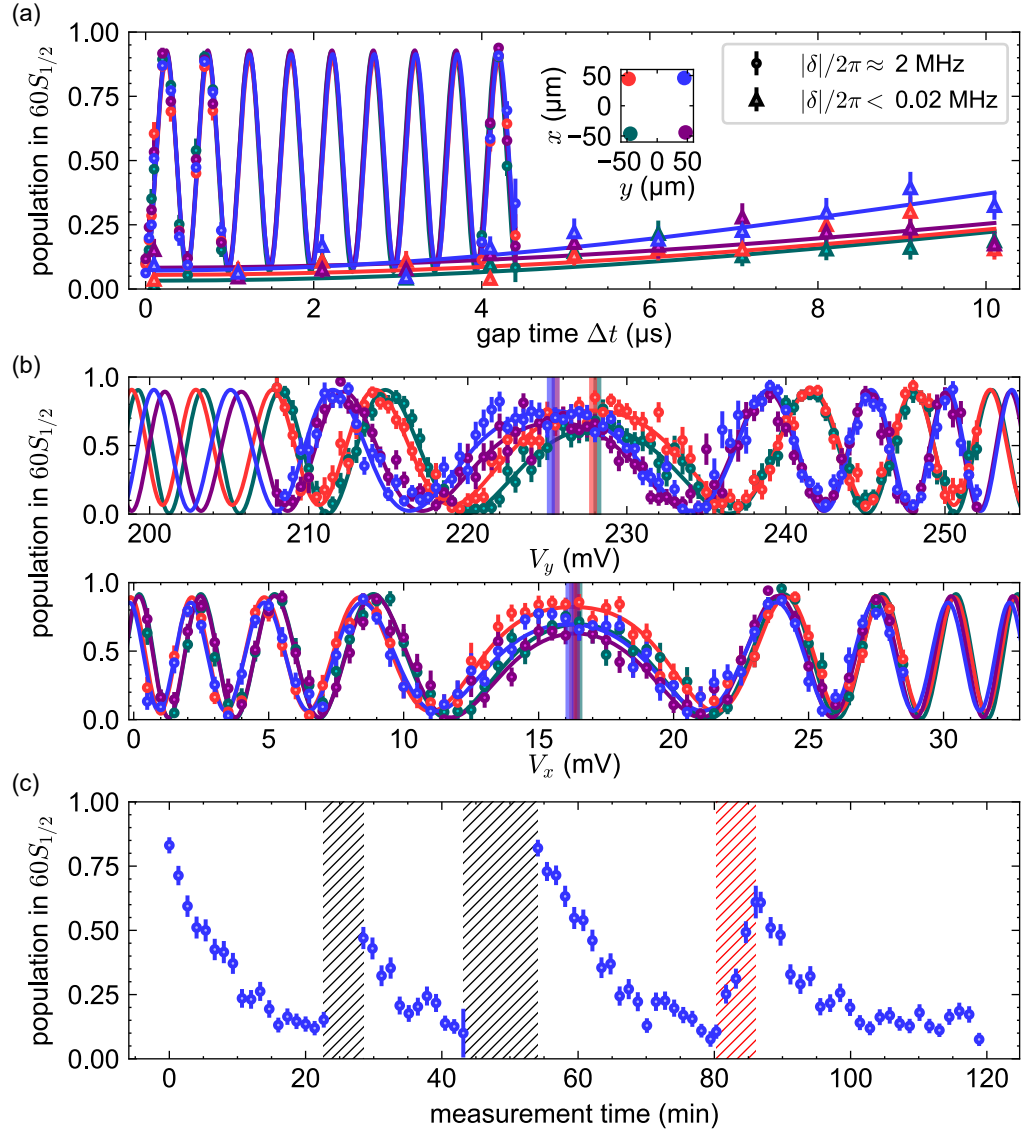 (a)
population in 60S1/2
1.00
0.75
0.50
0.25
0.00
|δ|/2π ≈ 2 MHz
|δ|/2π < 0.02 MHz
x (µm)
50
0
−50
−50 0 50
y (µm)
0 2 4 6 8 10
gap time Δt (µs)
(b)
population in 60S1/2
1.0
0.5
0.0
200 210 220 230 240 250
Vy (mV)
1.0
0.5
0.0
0 5 10 15 20 25 30
Vx (mV)
(c)
population in 60S1/2
1.00
0.75
0.50
0.25
0.00
0 20 40 60 80 100 120
measurement time (min)